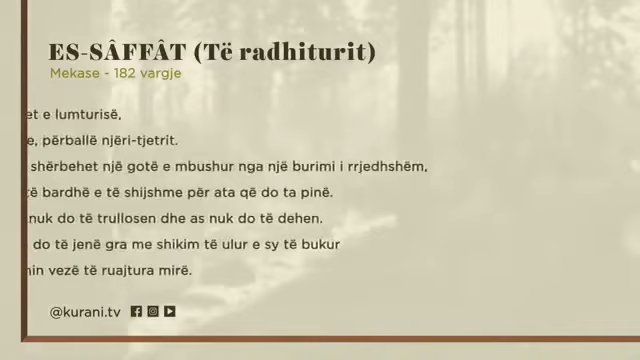 ES-SÂFFÂT (Të radhiturit)
Mekase - 182 vargje
e lumturisë,
përballë njëri-tjetrit.
shërbehet një gotë e mbushur nga një burimi i rrjedhshëm,
të bardhë e të shijshme për ata që do ta pinë.
nuk do të trullosen dhe as nuk do të dehen.
do të jenë gra me shikim të ulur e sy të bukur
vezë të ruajtura mirë.
@kurani.tv